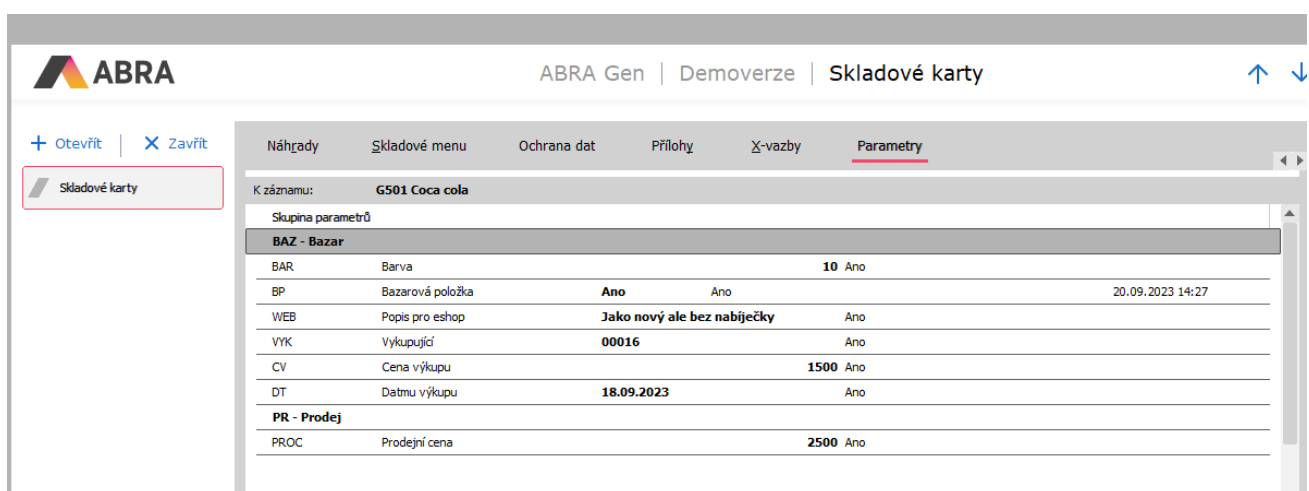 ABRA
ABRA Gen | Demoverze | Skladové karty
Otevřít | Zavřít
Náhrady Skladové menu Ochrana dat Přílohy X-vazby Parametry
Skladové karty
K záznamu: G501 Coca cola
Skupina parametrů
BAZ - Bazar
BAR Barva 10 Ano
BP Bazarová položka Ano Ano 20.09.2023 14:27
WEB Popis pro eshop Jako nový ale bez nabíječky Ano
VYK Vykupující 00016 Ano
CV Cena výkupu 1500 Ano
DT Datmu výkupu 18.09.2023 Ano
PR - Prodej
PROC Prodejní cena 2500 Ano